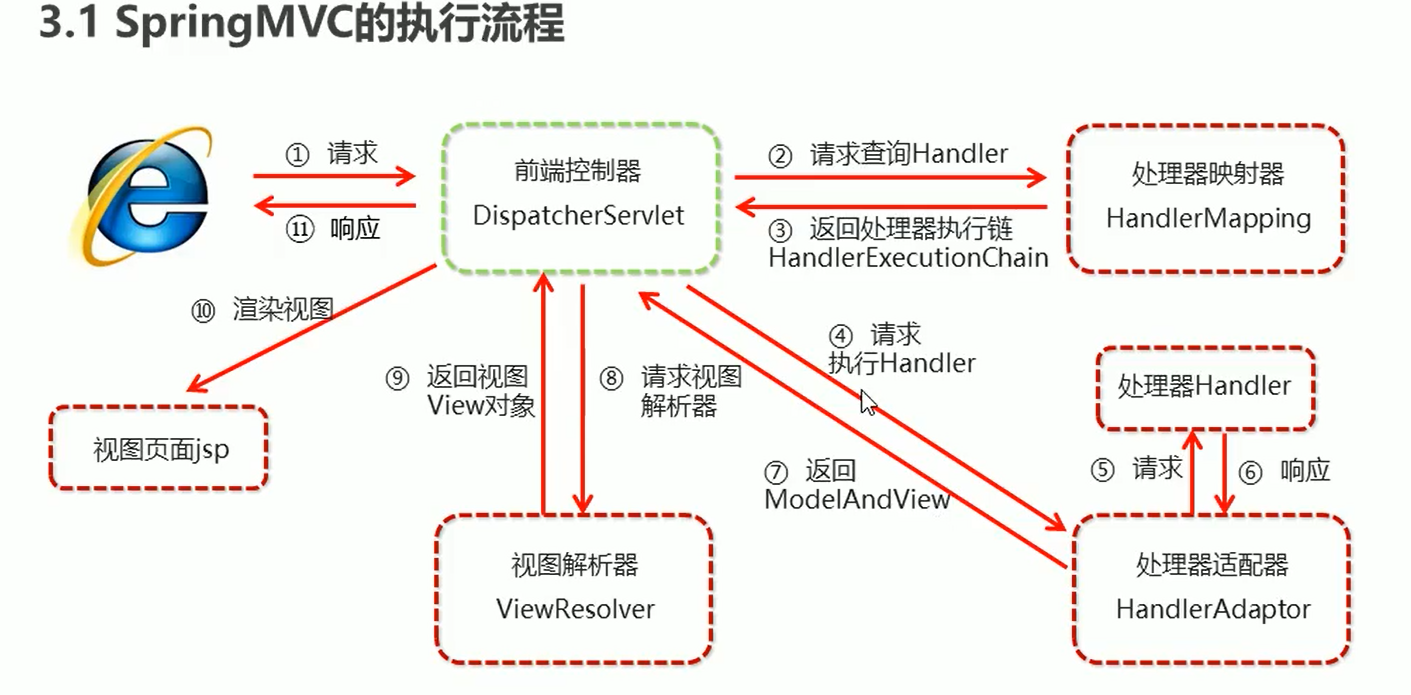 3.1 SpringMVC的执行流程
① 请求
⑪ 响应
前端控制器
DispatcherServlet
② 请求查询Handler
③ 返回处理器执行链
HandlerExecutionChain
处理器映射器
HandlerMapping
⑩ 渲染视图
④ 请求
执行Handler
处理器Handler
⑨ 返回视图
View对象
⑧ 请求视图
解析器
视图页面jsp
⑦ 返回
ModelAndView
⑤ 请求
⑥ 响应
视图解析器
ViewResolver
处理器适配器
HandlerAdaptor